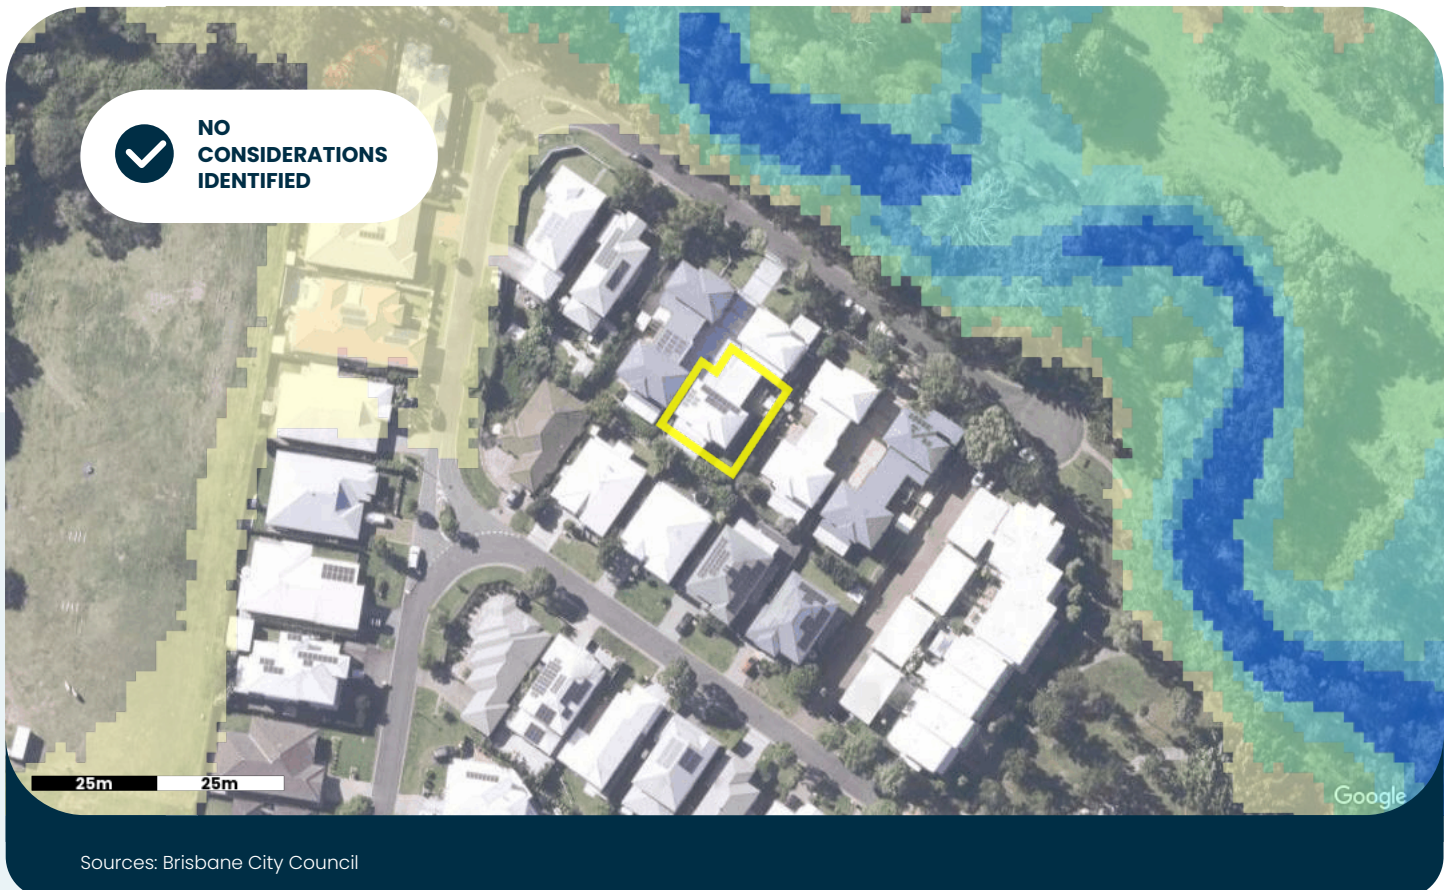 NO
CONSIDERATIONS
IDENTIFIED
25m 25m
Google
Sources: Brisbane City Council